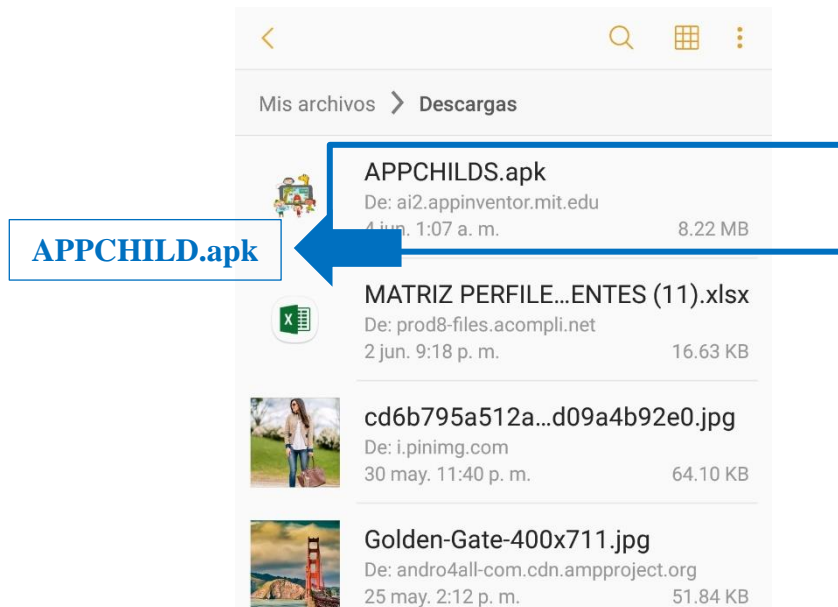 Mis archivos > Descargas
APPCHILDS.apk
De: ai2.appinventor.mit.edu
4 jun. 1:07 a. m. 8.22 MB
APPCHILD.apk
MATRIZ PERFILE...ENTES (11).xlsx
De: prod8-files.acompli.net
2 jun. 9:18 p. m. 16.63 KB
cd6b795a512a...d09a4b92e0.jpg
De: i.pinimg.com
30 may. 11:40 p. m. 64.10 KB
Golden-Gate-400x711.jpg
De: andro4all-com.cdn.ampproject.org
25 may. 2:12 p. m. 51.84 KB